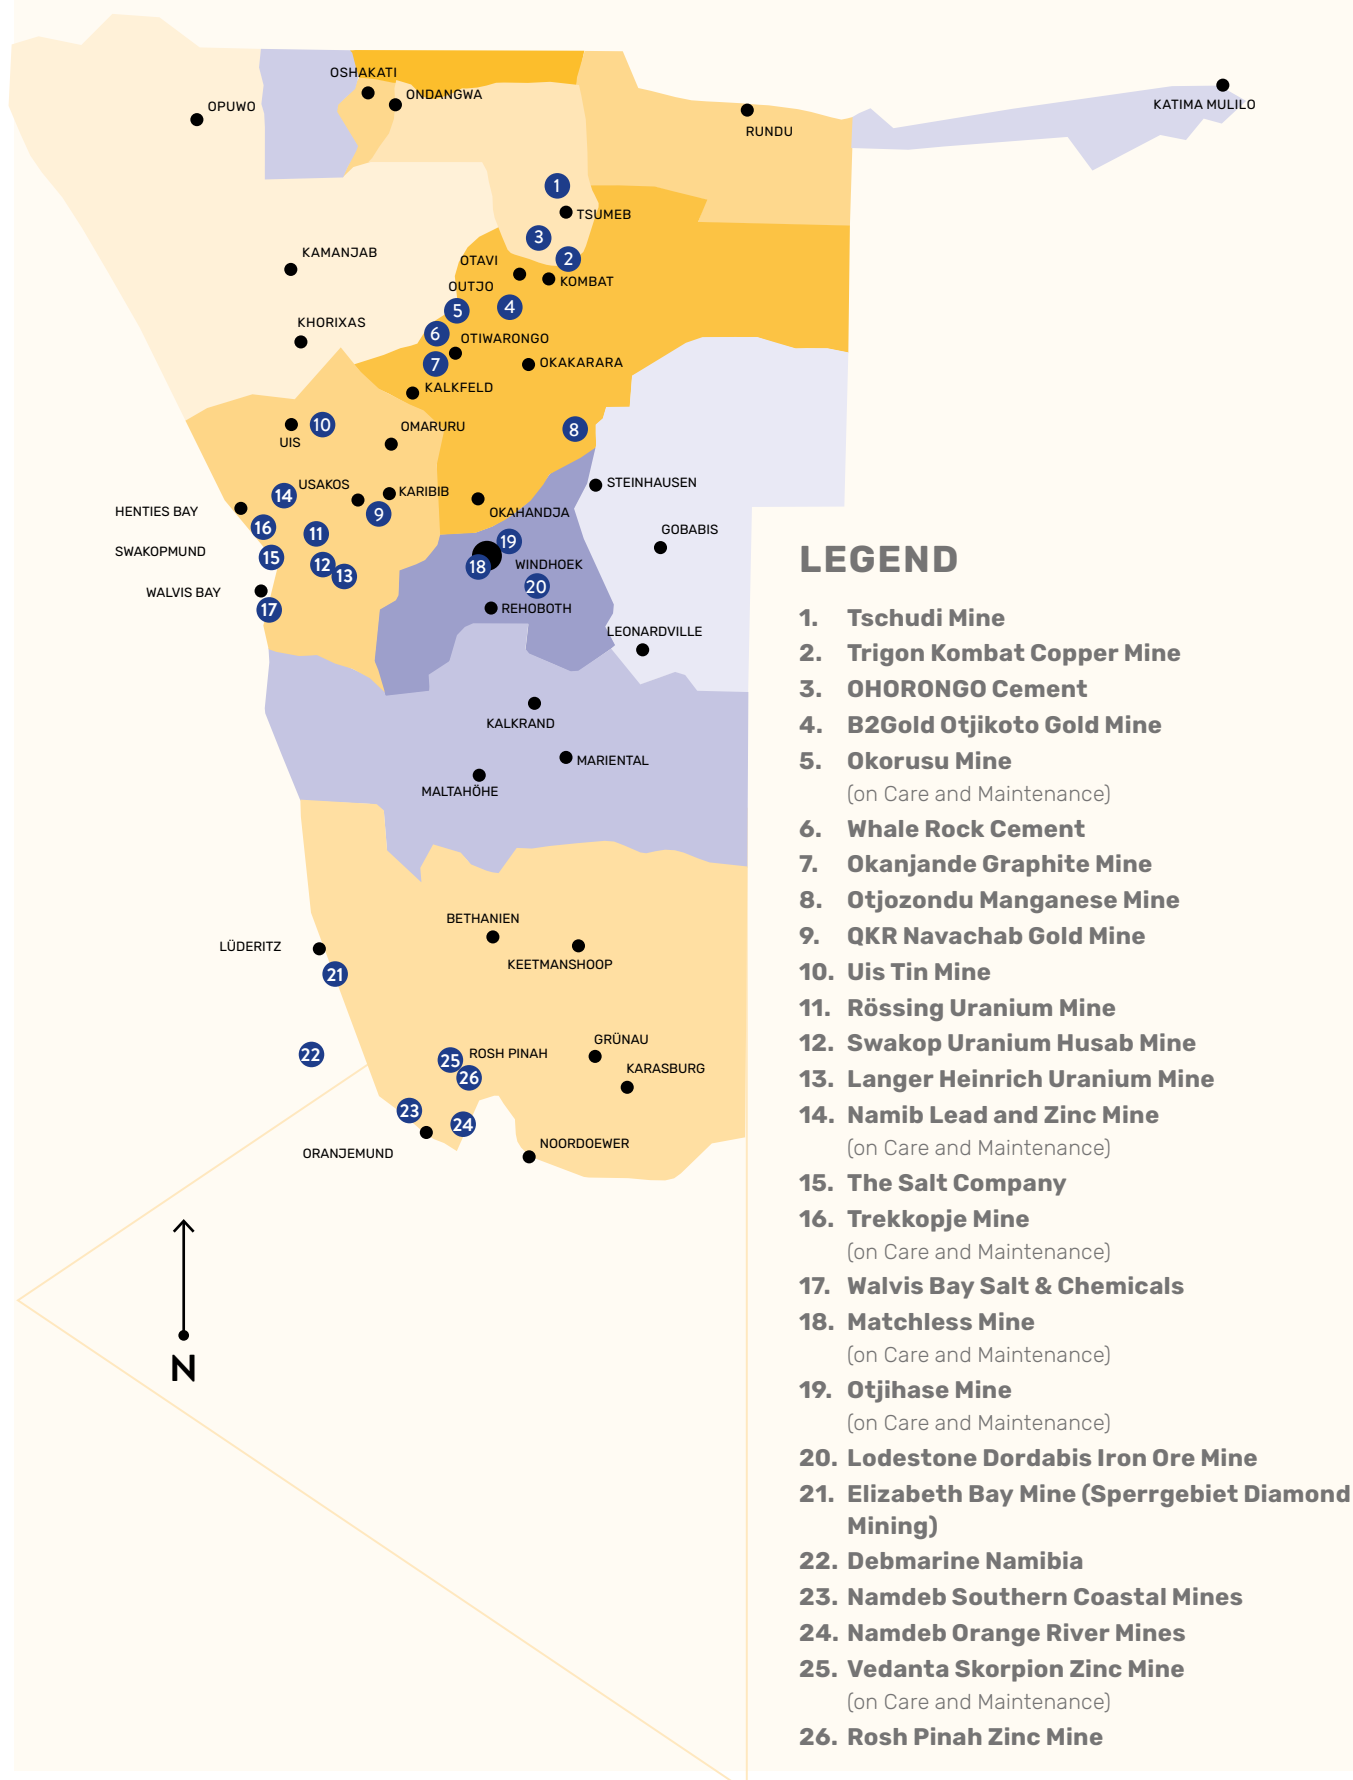 OSHAKATI
ONDANGWA
OPUWO
RUNDU
KATIMA MULILO
1
TSUMEB
3
2
KAMANJAB
OTAVI
KOMBAT
OUTJO
5
4
KHORIXAS
6
OTIWARONGO
7
OKAKARARA
KALKFELD
10
UIS
OMARURU
8
USAKOS
KARIBIB
14
9
STEINHAUSEN
HENTIES BAY
OKAHANDJA
16
11
GOBABIS
19
SWAKOPMUND
15
12
13
18
WINDHOEK
20
WALVIS BAY
17
REHOBOTH
LEONARDVILLE
KALKRAND
MARIENTAL
MALTAHÖHE
BETHANIEN
LÜDERITZ
KEETMANSHOOP
21
22
25
ROSH PINAH
26
GRÜNAU
KARASBURG
23
24
ORANJEMUND
NOORDOEWER
N
LEGEND
1. Tschudi Mine
2. Trigon Kombat Copper Mine
3. OHORONGO Cement
4. B2Gold Otjikoto Gold Mine
5. Okorusu Mine
(on Care and Maintenance)
6. Whale Rock Cement
7. Okanjande Graphite Mine
8. Otjozondu Manganese Mine
9. QKR Navachab Gold Mine
10. Uis Tin Mine
11. Rössing Uranium Mine
12. Swakop Uranium Husab Mine
13. Langer Heinrich Uranium Mine
14. Namib Lead and Zinc Mine
(on Care and Maintenance)
15. The Salt Company
16. Trekkopje Mine
(on Care and Maintenance)
17. Walvis Bay Salt & Chemicals
18. Matchless Mine
(on Care and Maintenance)
19. Otjihase Mine
(on Care and Maintenance)
20. Lodestone Dordabis Iron Ore Mine
21. Elizabeth Bay Mine (Sperrgebiet Diamond
Mining)
22. Debmarine Namibia
23. Namdeb Southern Coastal Mines
24. Namdeb Orange River Mines
25. Vedanta Skorpion Zinc Mine
(on Care and Maintenance)
26. Rosh Pinah Zinc Mine